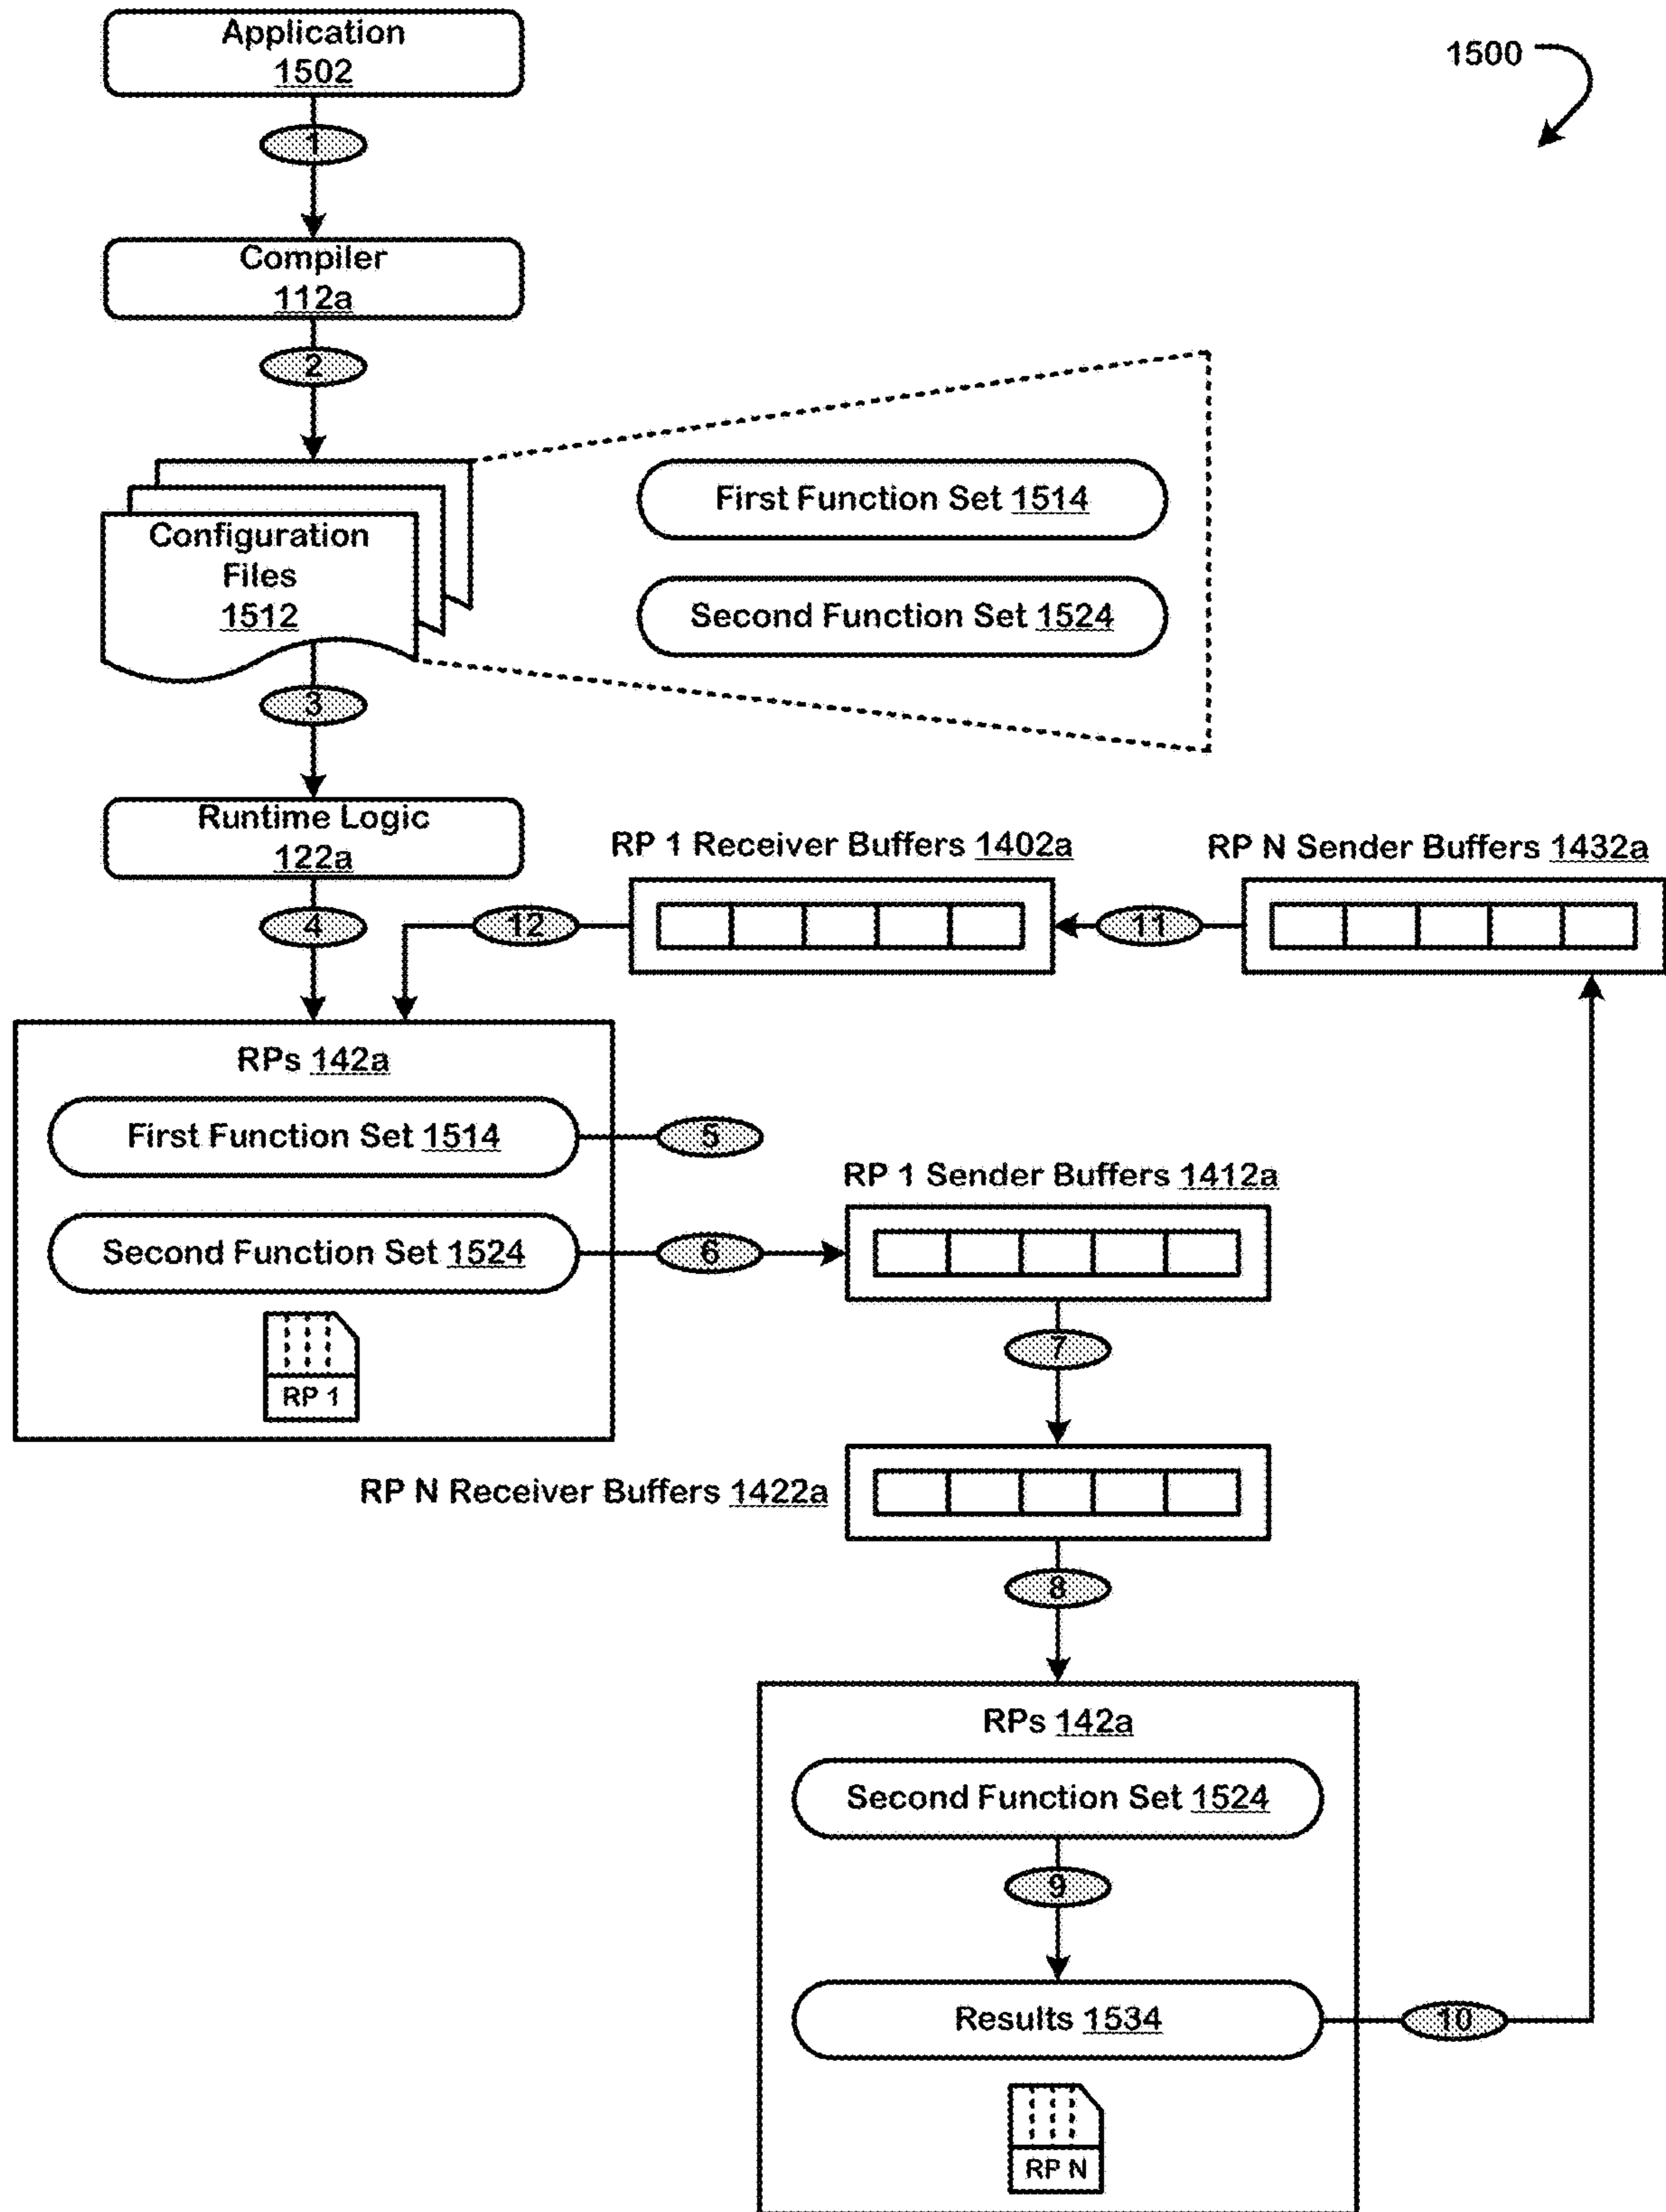 Application
1502
1500
1
Compiler
112a
2
Configuration
Files
1512
First Function Set 1514
Second Function Set 1524
3
Runtime Logic
122a
RP 1 Receiver Buffers 1402a
RP N Sender Buffers 1432a
4
12
11
RPs 142a
First Function Set 1514
5
RP 1 Sender Buffers 1412a
Second Function Set 1524
6
7
RP 1
RP N Receiver Buffers 1422a
8
RPs 142a
Second Function Set 1524
9
Results 1534
10
RP N